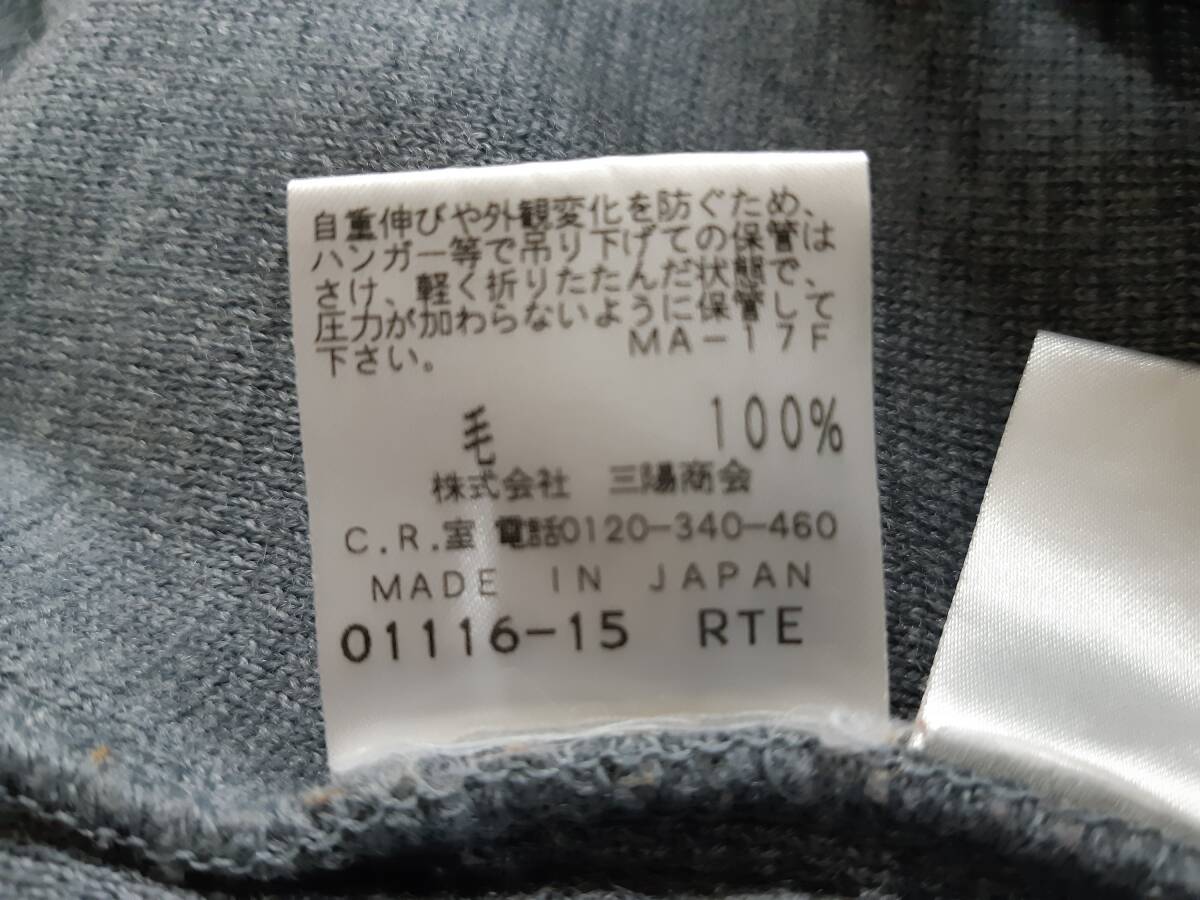 自重伸びや外観変化を防ぐため、
ハンガー等で吊り下げての保管は
さけ、軽く折りたたんだ状態で、
圧力が加わらないように保管して
下さい。 MA-17F
毛 100%
株式会社 三陽商会
C.R.室 電話0120-340-460
MADE IN JAPAN
01116-15 RTE